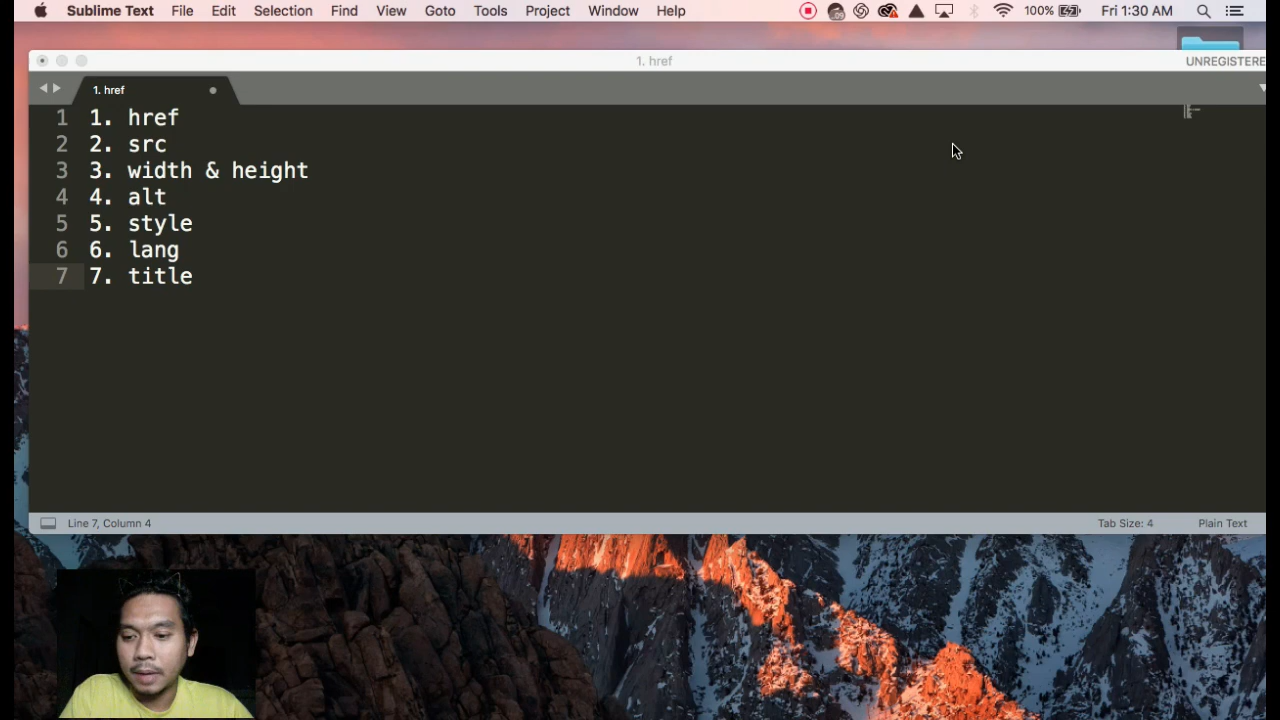 Sublime Text File Edit Selection Find View Goto Tools Project Window Help 100% Fri 1:30 AM
1. href UNREGISTERE
1. href
1 1. href
2 2. src
3 3. width & height
4 4. alt
5 5. style
6 6. lang
7 7. title
Line 7, Column 4 Tab Size: 4 Plain Text